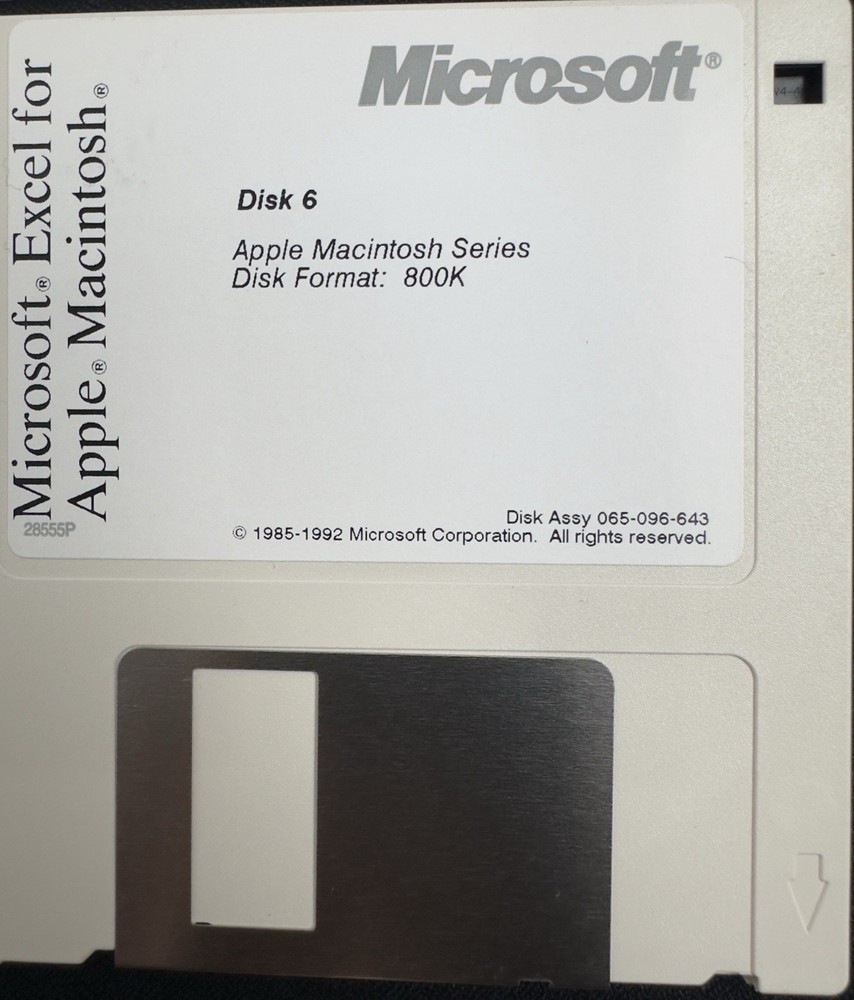 Microsoft® Excel for
Apple® Macintosh®
28555P
Microsoft®
Disk 6
Apple Macintosh Series
Disk Format: 800K
Disk Assy 065-096-643
© 1985-1992 Microsoft Corporation. All rights reserved.